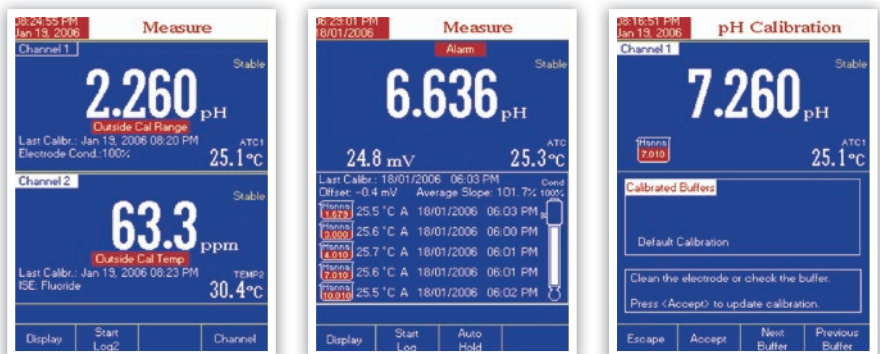 08:24:55 PM
Jan 19, 2006
Measure
Channel 1
Stable
2.260 pH
Outside Cal Range
Last Calibr.: Jan 19, 2006 08:20 PM
ATC1
Electrode Cond.:100%
25.1°C
Channel 2
Stable
63.3 ppm
Outside Cal Temp
Last Calibr.: Jan 19, 2006 08:23 PM
TEMP2
ISE: Fluoride
30.4°C
Display
Start Log2
Channel
06:29:01 PM
18/01/2006
Measure
Alarm
Stable
6.636 pH
ATC
24.8 mV
25.3°C
Last Calibr.: 18/01/2006 06:03 PM
Cond
Offset: -0.4 mV Average Slope: 101.7%
100%
Hanna 1.679 25.5 °C A 18/01/2006 06:03 PM
Hanna 3.000 25.6 °C A 18/01/2006 06:00 PM
Hanna 4.010 25.7 °C A 18/01/2006 06:01 PM
Hanna 7.010 25.6 °C A 18/01/2006 06:01 PM
Hanna 10.010 25.5 °C A 18/01/2006 06:02 PM
Display
Start Log
Auto Hold
08:16:51 PM
Jan 19, 2006
pH Calibration
Channel 1
Stable
7.260 pH
Hanna 7.010
ATC1
25.1°C
Calibrated Buffers
Default Calibration
Clean the electrode or check the buffer.
Press <Accept> to update calibration.
Escape
Accept
Next Buffer
Previous Buffer